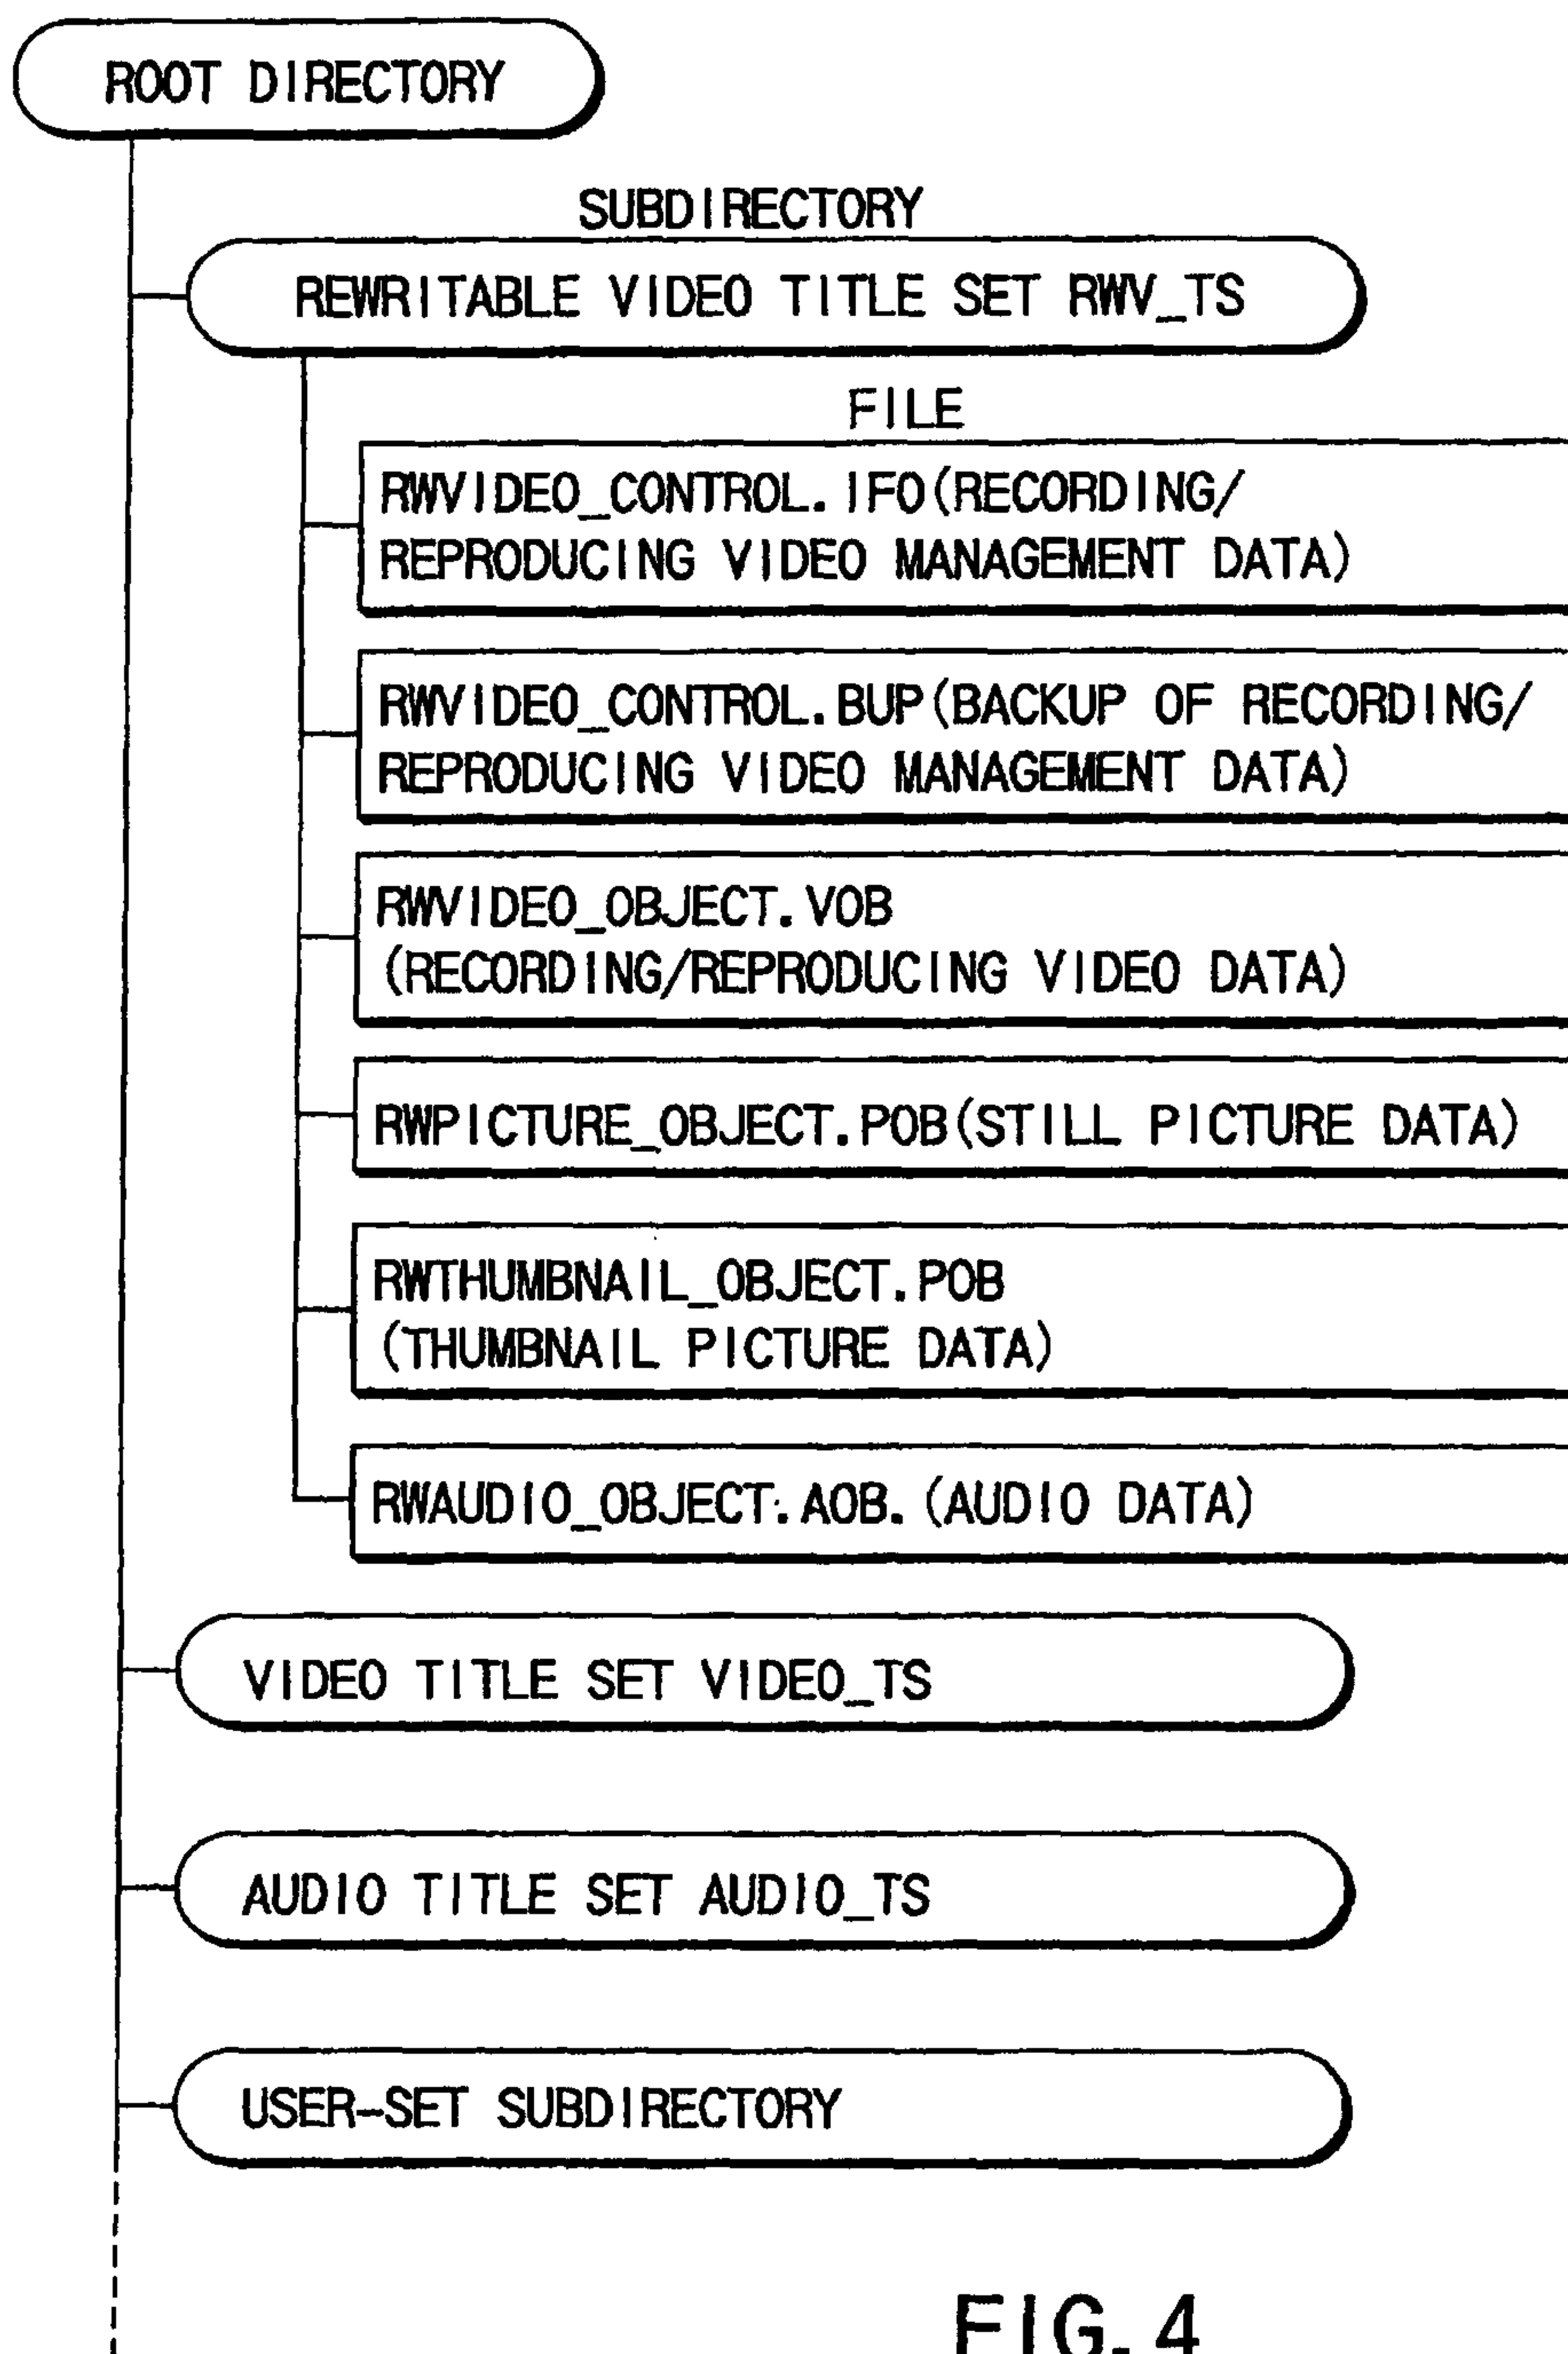 ROOT DIRECTORY
SUBDIRECTORY
REWRITABLE VIDEO TITLE SET RWV_TS
FILE
RWVIDEO_CONTROL.IFO(RECORDING/
REPRODUCING VIDEO MANAGEMENT DATA)
RWVIDEO_CONTROL.BUP(BACKUP OF RECORDING/
REPRODUCING VIDEO MANAGEMENT DATA)
RWVIDEO_OBJECT.VOB
(RECORDING/REPRODUCING VIDEO DATA)
RWPICTURE_OBJECT.POB(STILL PICTURE DATA)
RWTHUMBNAIL_OBJECT.POB
(THUMBNAIL PICTURE DATA)
RWAUDIO_OBJECT.AOB.(AUDIO DATA)
VIDEO TITLE SET VIDEO_TS
AUDIO TITLE SET AUDIO_TS
USER-SET SUBDIRECTORY
FIG.4